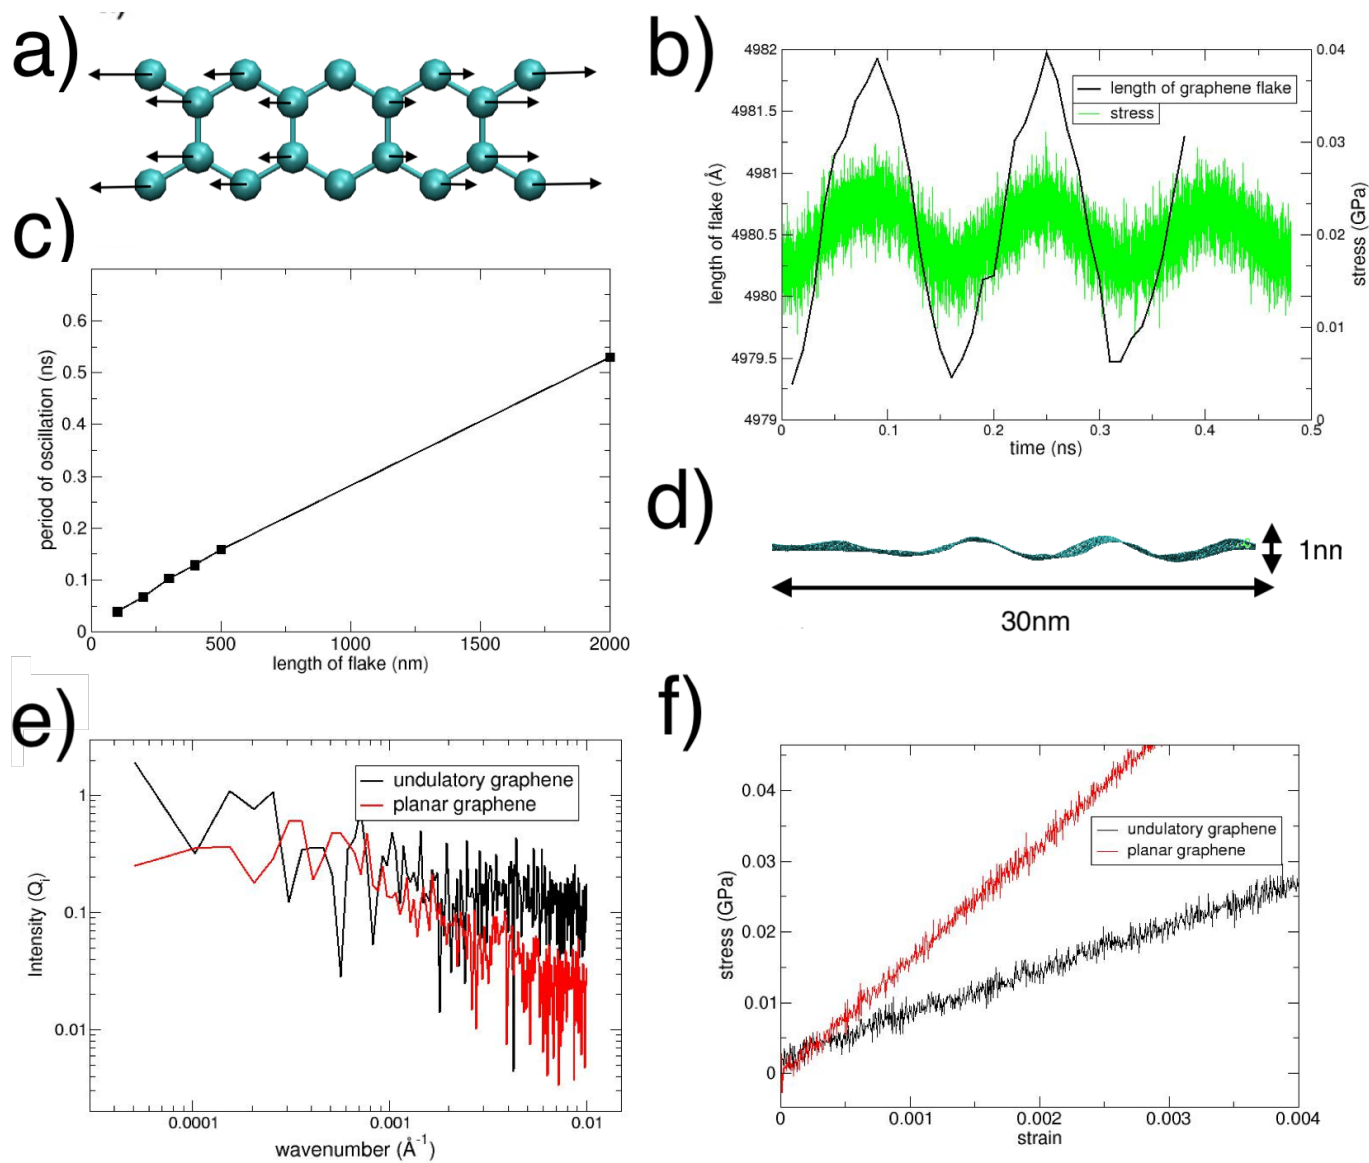 a)
b)
4982
4981.5
4981
4980.5
4980
4979.5
4979
length of flake (Å)
0.04
0.03
0.02
0.01
0
stress (GPa)
length of graphene flake
stress
0
0.1
0.2
0.3
0.4
0.5
time (ns)
c)
0.6
0.5
0.4
0.3
0.2
0.1
0
period of oscillation (ns)
0
500
1000
1500
2000
length of flake (nm)
d)
1nm
30nm
e)
1
0.1
0.01
Intensity (Qi)
undulatory graphene
planar graphene
0.0001
0.001
0.01
wavenumber (Å-1)
f)
0.04
0.03
0.02
0.01
0
stress (GPa)
undulatory graphene
planar graphene
0
0.001
0.002
0.003
0.004
strain